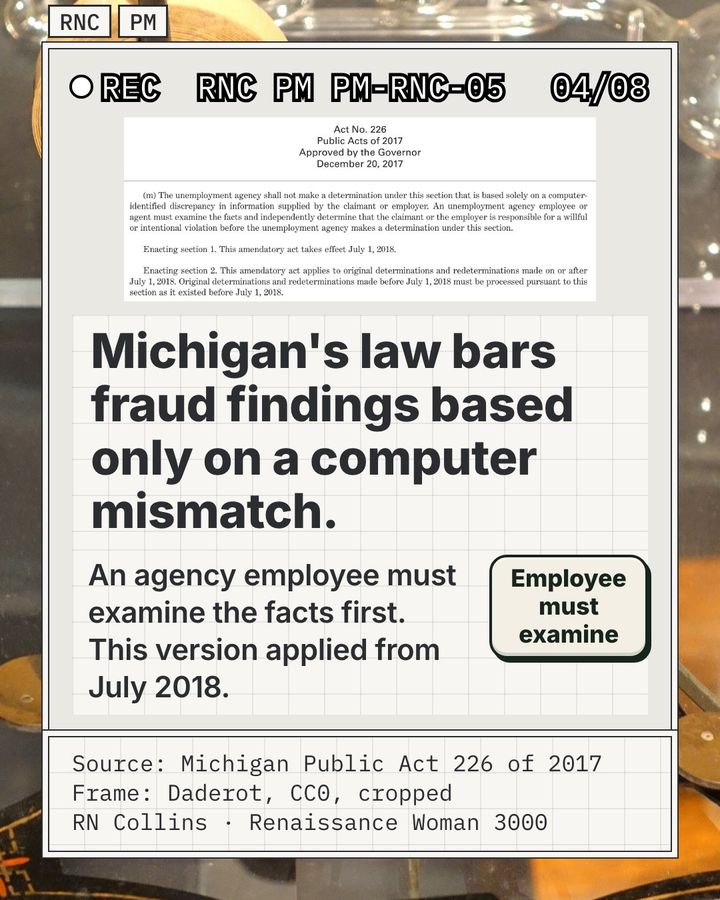 RNC PM
REC RNC PM PM-RNC-05 04/08
Act No. 226
Public Acts of 2017
Approved by the Governor
December 20, 2017
(m) The unemployment agency shall not make a determination under this section that is based solely on a computer-
identified discrepancy in information supplied by the claimant or employer. An unemployment agency employee or
agent must examine the facts and independently determine that the claimant or the employer is responsible for a willful
or intentional violation before the unemployment agency makes a determination under this section.
Enacting section 1. This amendatory act takes effect July 1, 2018.
Enacting section 2. This amendatory act applies to original determinations and redeterminations made on or after
July 1, 2018. Original determinations and redeterminations made before July 1, 2018 must be processed pursuant to this
section as it existed before July 1, 2018.
Michigan's law bars
fraud findings based
only on a computer
mismatch.
An agency employee must
examine the facts first.
This version applied from
July 2018.
Employee
must
examine
Source: Michigan Public Act 226 of 2017
Frame: Daderot, CC0, cropped
RN Collins · Renaissance Woman 3000